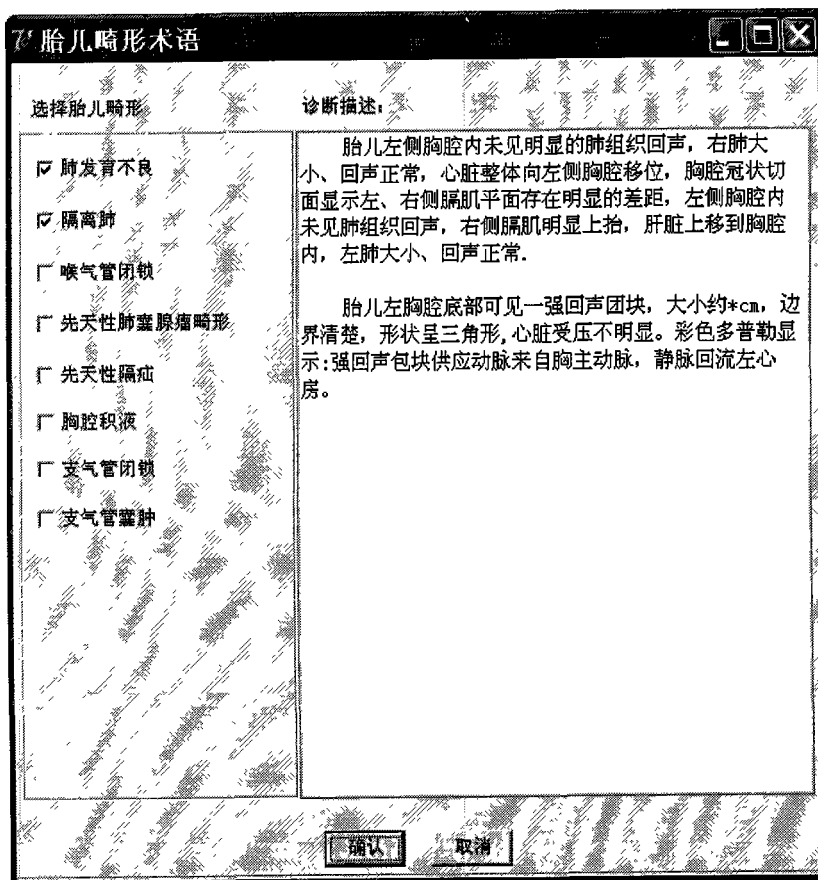 胎儿畸形术语
选择胎儿畸形
诊断描述：
肺发育不良
隔离肺
喉气管闭锁
先天性肺囊腺瘤畸形
先天性隔疝
胸腔积液
支气管闭锁
支气管囊肿
胎儿左侧胸腔内未见明显的肺组织回声，右肺大
小、回声正常，心脏整体向左侧胸腔移位，胸腔冠状切
面显示左、右侧膈肌平面存在明显的差距，左侧胸腔内
未见肺组织回声，右侧膈肌明显上抬，肝脏上移到胸腔
内，左肺大小、回声正常.
胎儿左胸腔底部可见一强回声团块，大小约*cm，边
界清楚，形状呈三角形,心脏受压不明显。彩色多普勒显
示:强回声包块供应动脉来自胸主动脉，静脉回流左心
房。
确认
取消